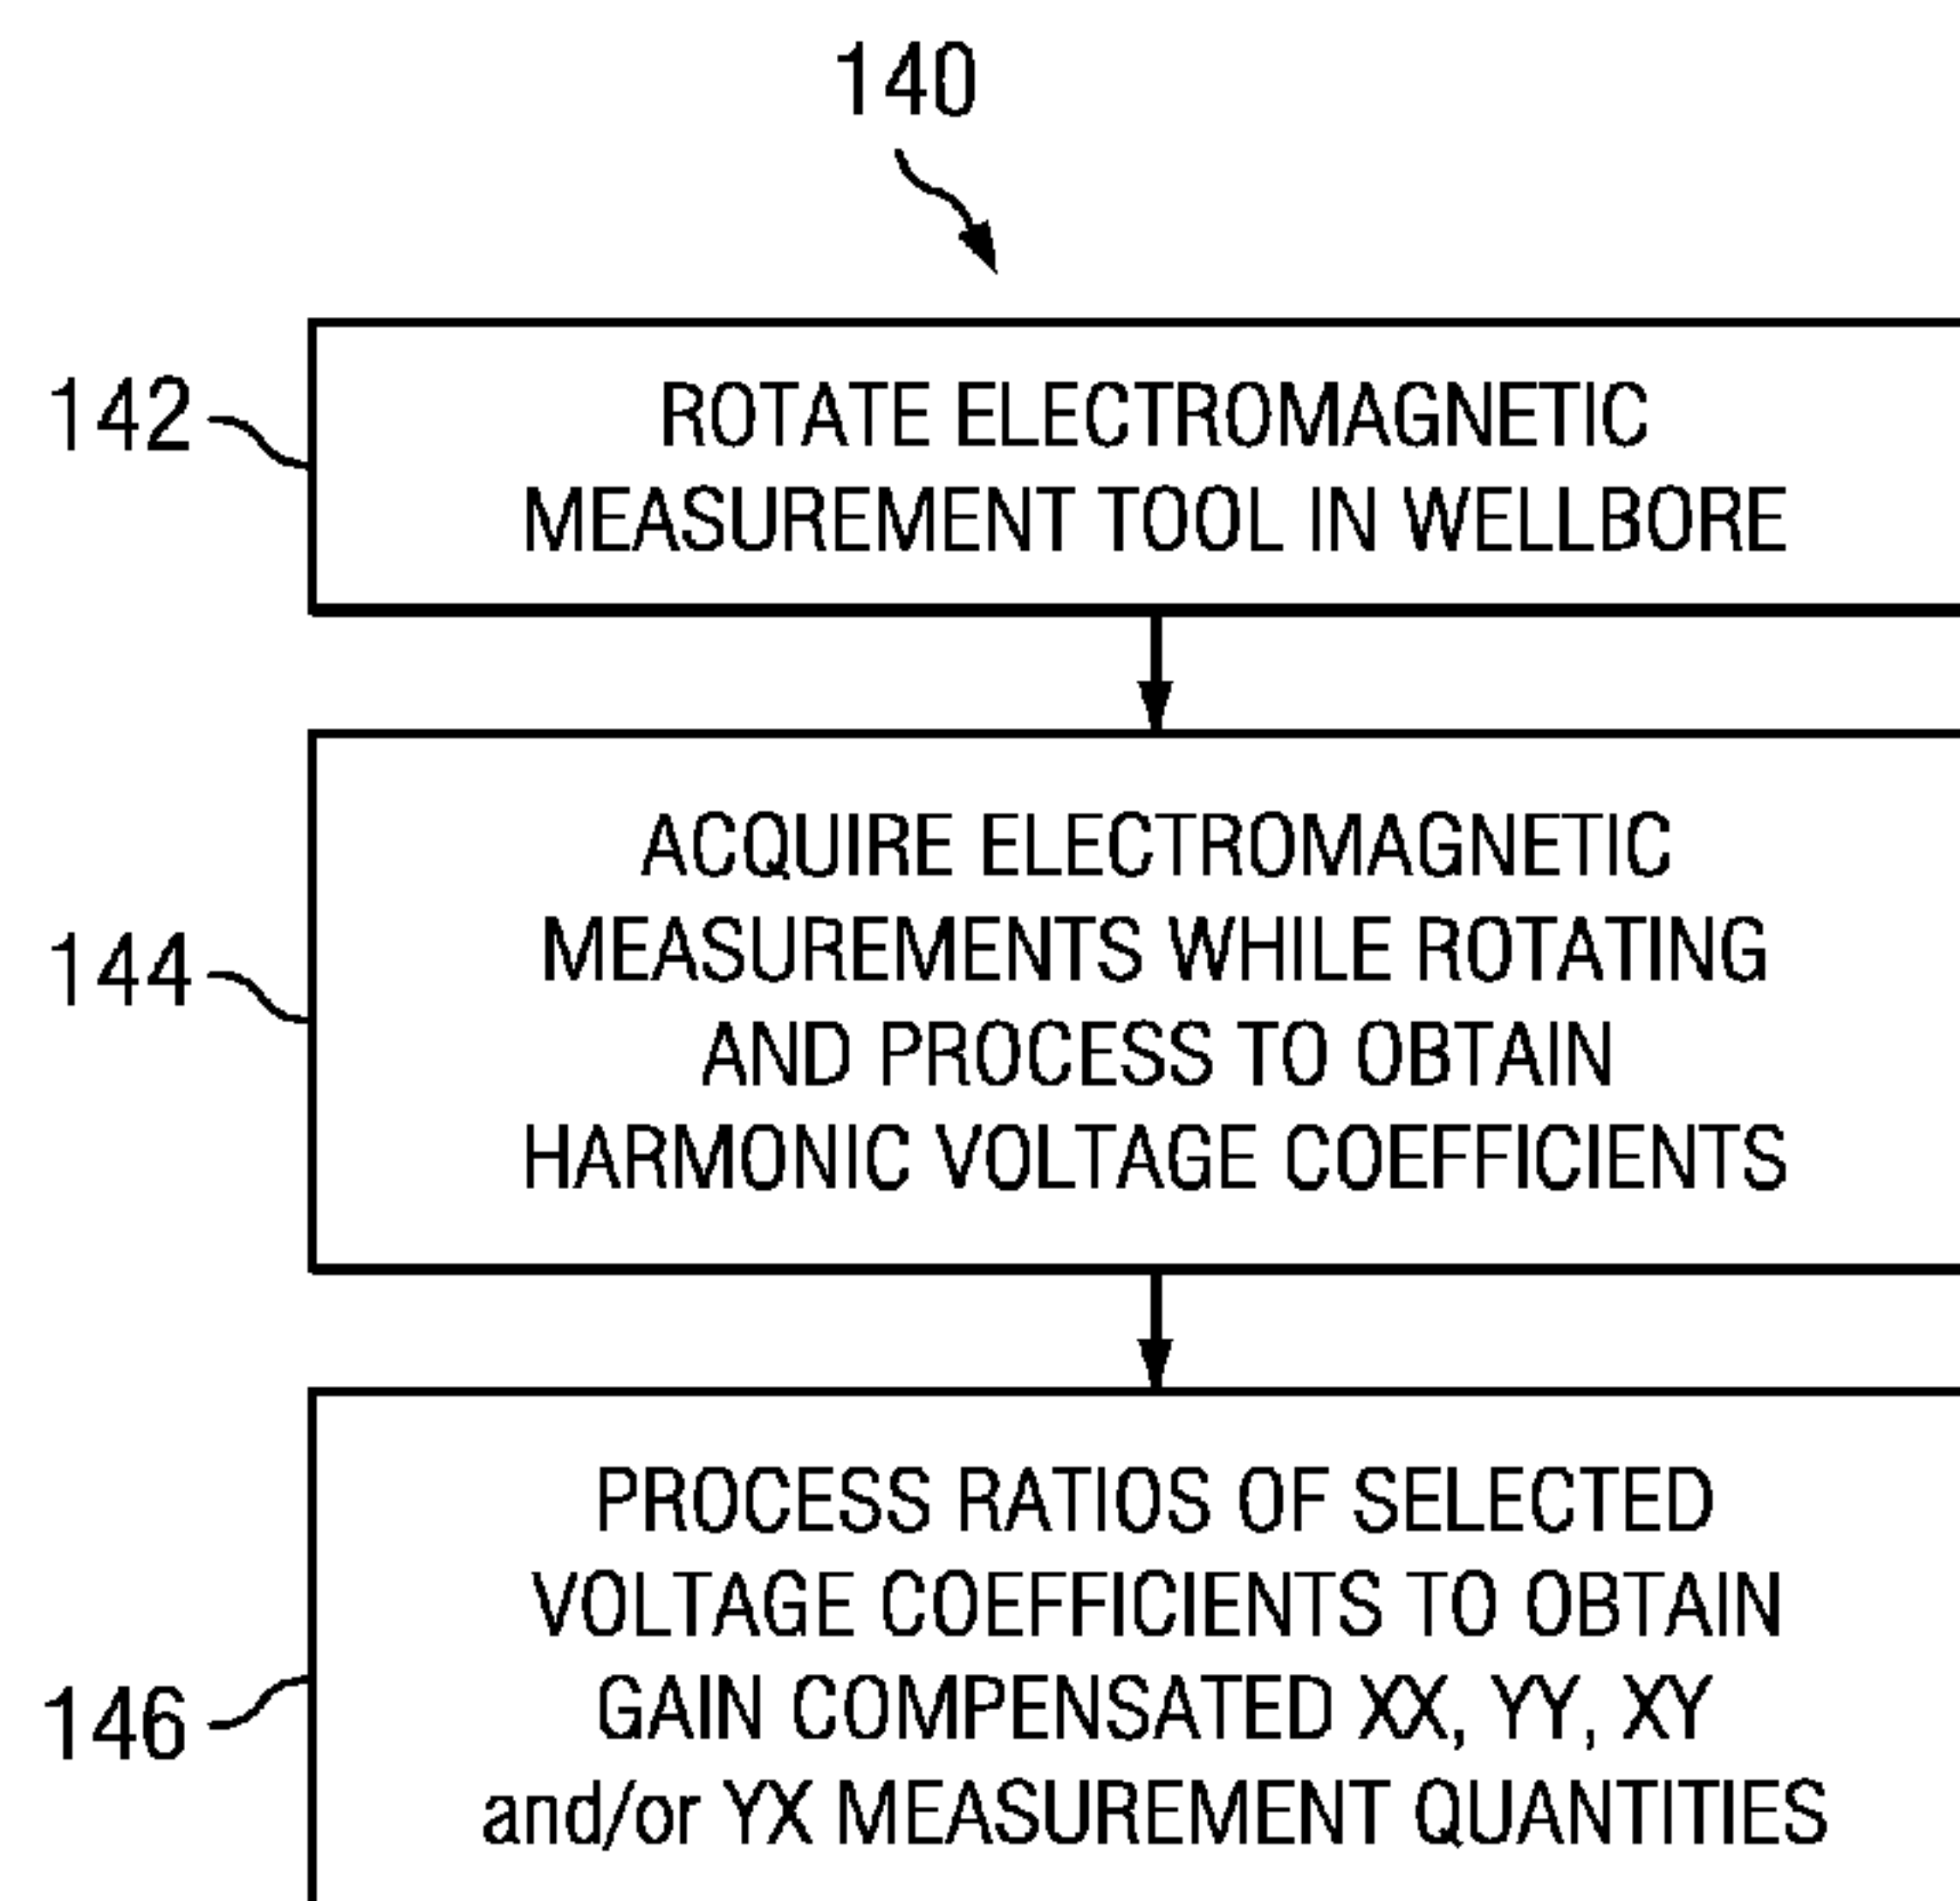 140
142
ROTATE ELECTROMAGNETIC
MEASUREMENT TOOL IN WELLBORE
144
ACQUIRE ELECTROMAGNETIC
MEASUREMENTS WHILE ROTATING
AND PROCESS TO OBTAIN
HARMONIC VOLTAGE COEFFICIENTS
146
PROCESS RATIOS OF SELECTED
VOLTAGE COEFFICIENTS TO OBTAIN
GAIN COMPENSATED XX, YY, XY
and/or YX MEASUREMENT QUANTITIES